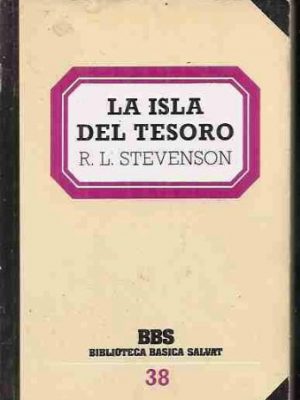 LA ISLA
DEL TESORO
R. L. STEVENSON
BBS
BIBLIOTECA BASICA SALVAT
38